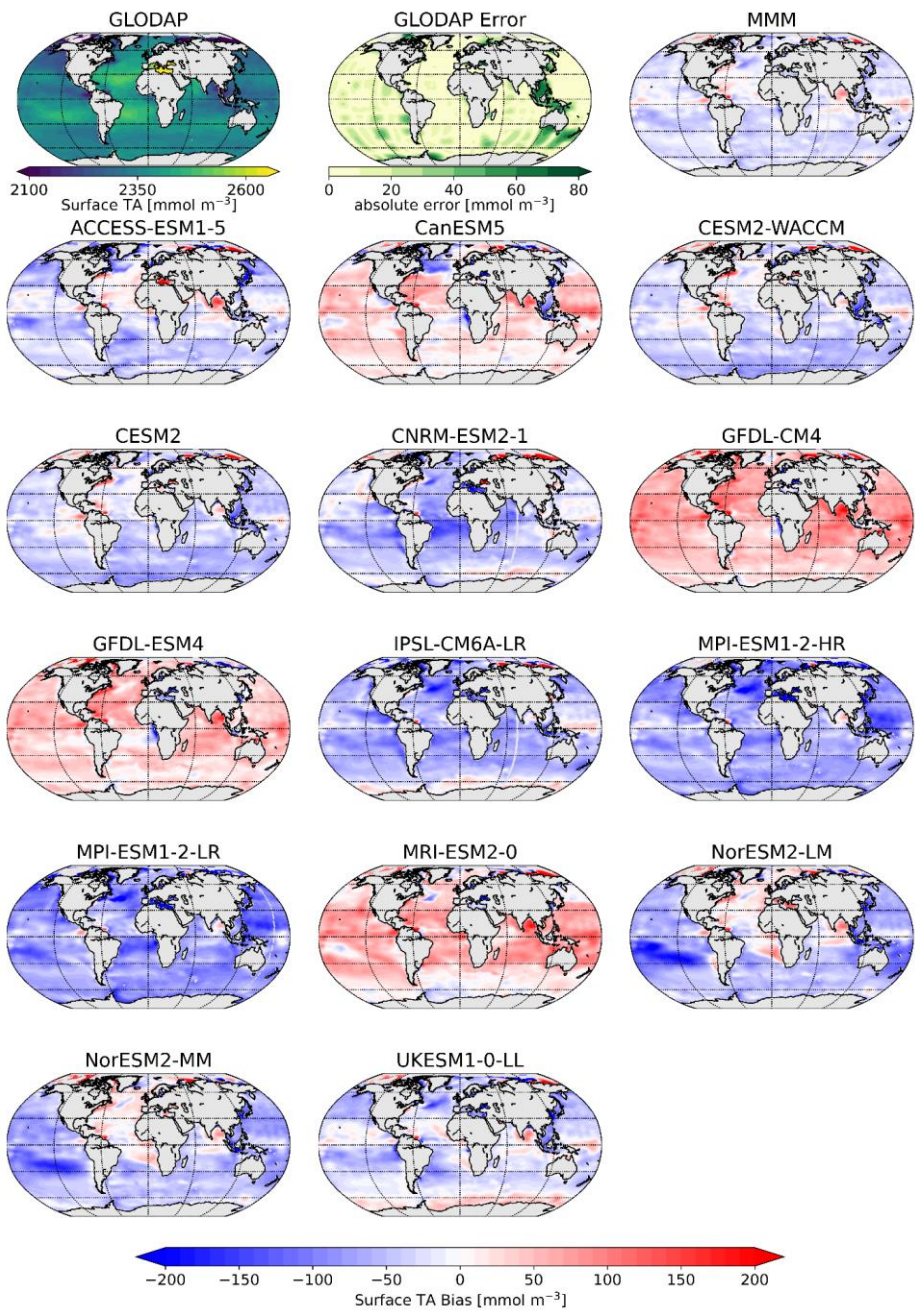 GLODAP
GLODAP Error
MMM
2100 2350 2600
Surface TA [mmol m⁻³]
0 20 40 60 80
absolute error [mmol m⁻³]
ACCESS-ESM1-5
CanESM5
CESM2-WACCM
CESM2
CNRM-ESM2-1
GFDL-CM4
GFDL-ESM4
IPSL-CM6A-LR
MPI-ESM1-2-HR
MPI-ESM1-2-LR
MRI-ESM2-0
NorESM2-LM
NorESM2-MM
UKESM1-0-LL
−200 −150 −100 −50 0 50 100 150 200
Surface TA Bias [mmol m⁻³]